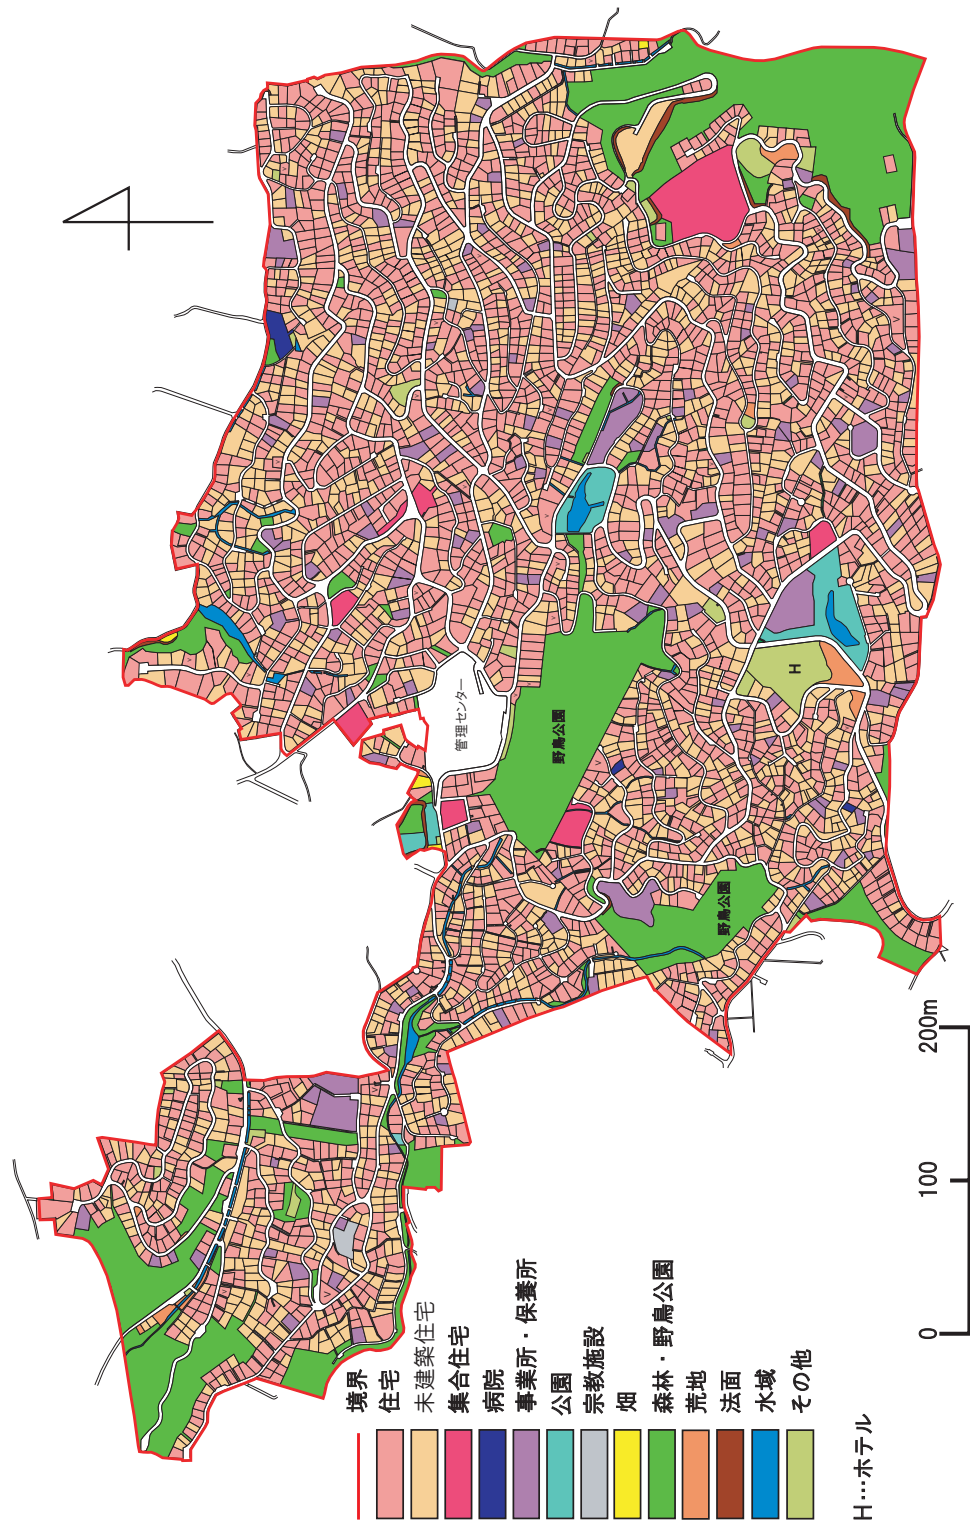 管理センター
野鳥公園
野鳥公園
H
0 100 200m
境界
住宅
未建築住宅
集合住宅
病院
事業所・保養所
公園
宗教施設
畑
森林・野鳥公園
荒地
法面
水域
その他
H…ホテル